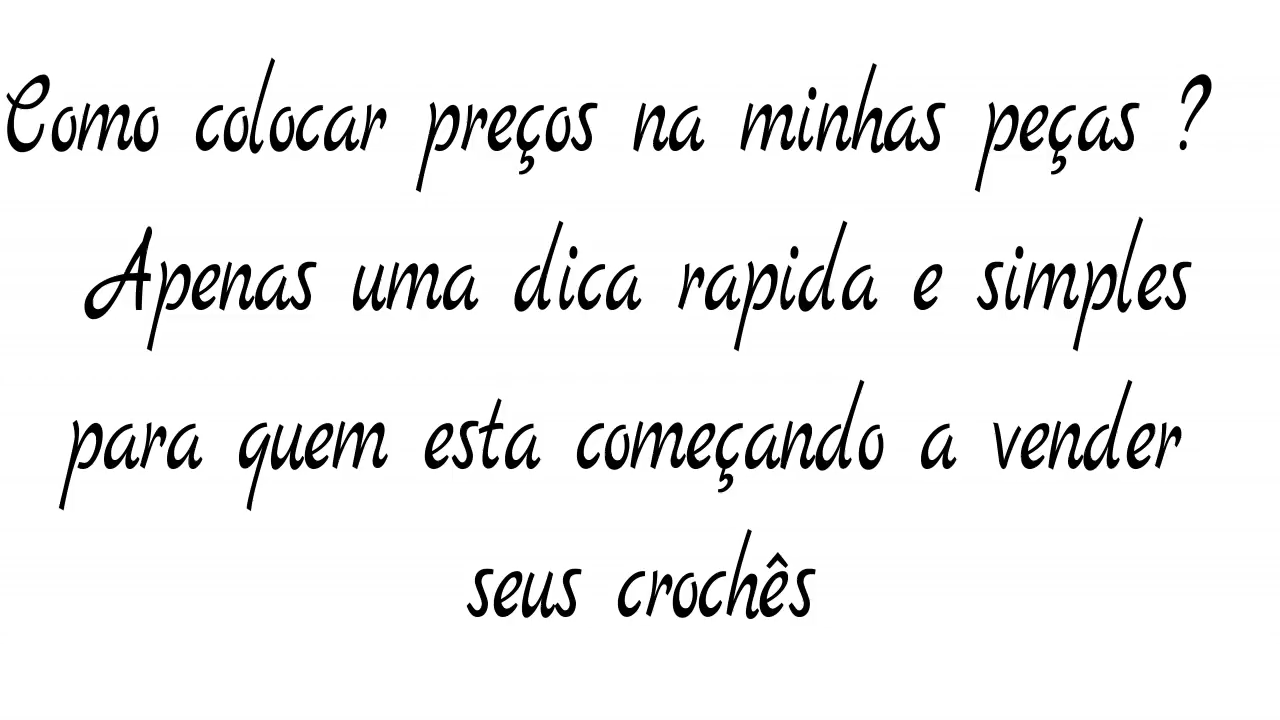 Como colocar preços na minhas peças ?
Apenas uma dica rapida e simples
para quem esta começando a vender
seus crochês